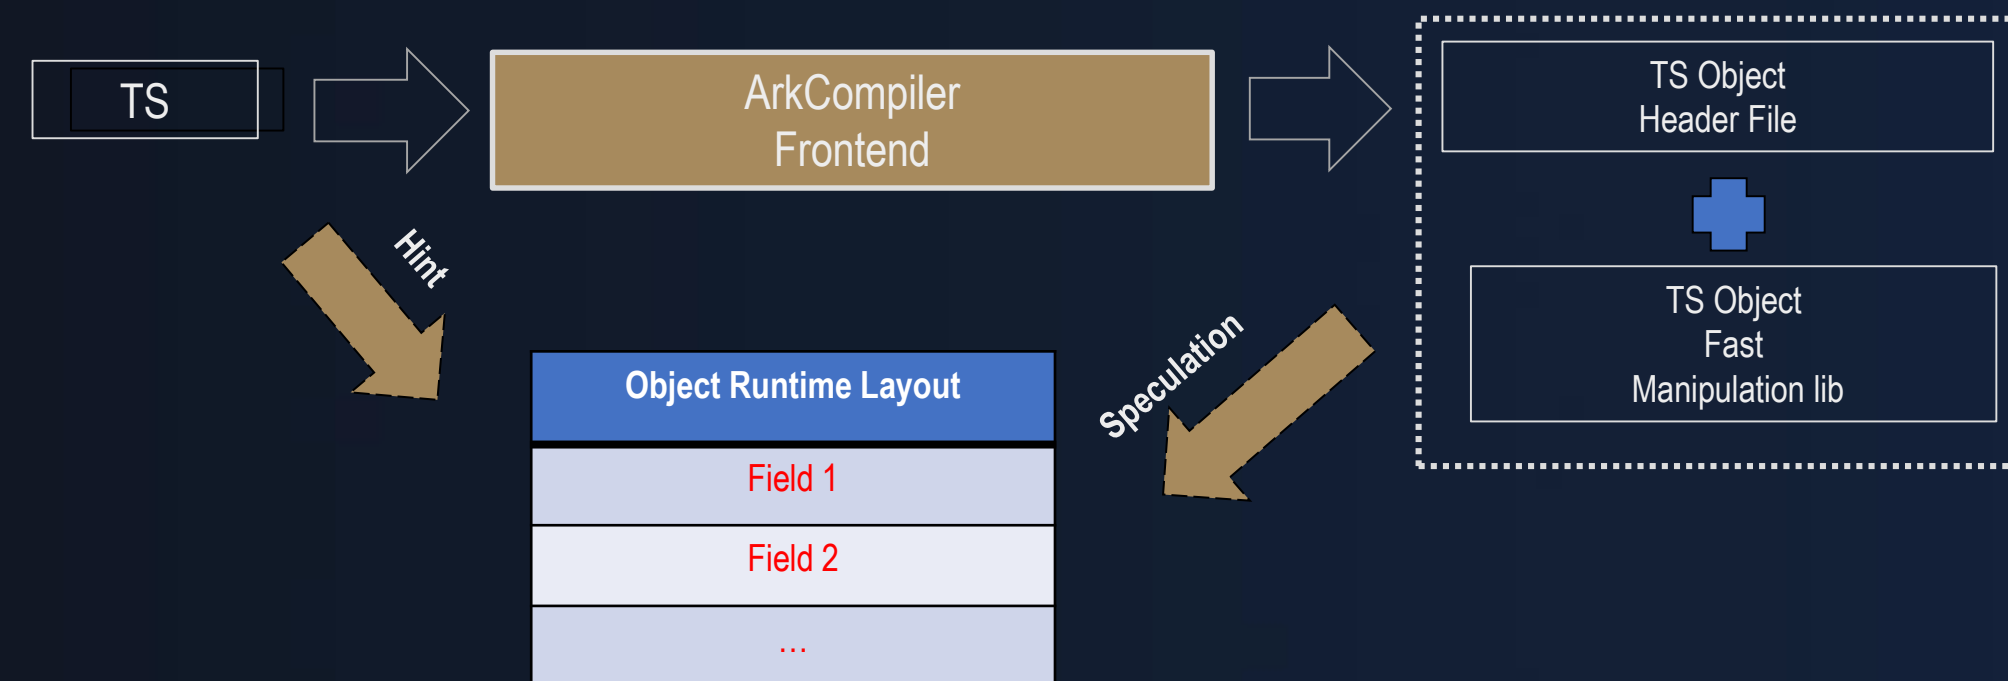 TS
ArkCompiler
Frontend
TS Object
Header File
TS Object
Fast
Manipulation lib
Hint
Speculation
Object Runtime Layout
Field 1
Field 2
…